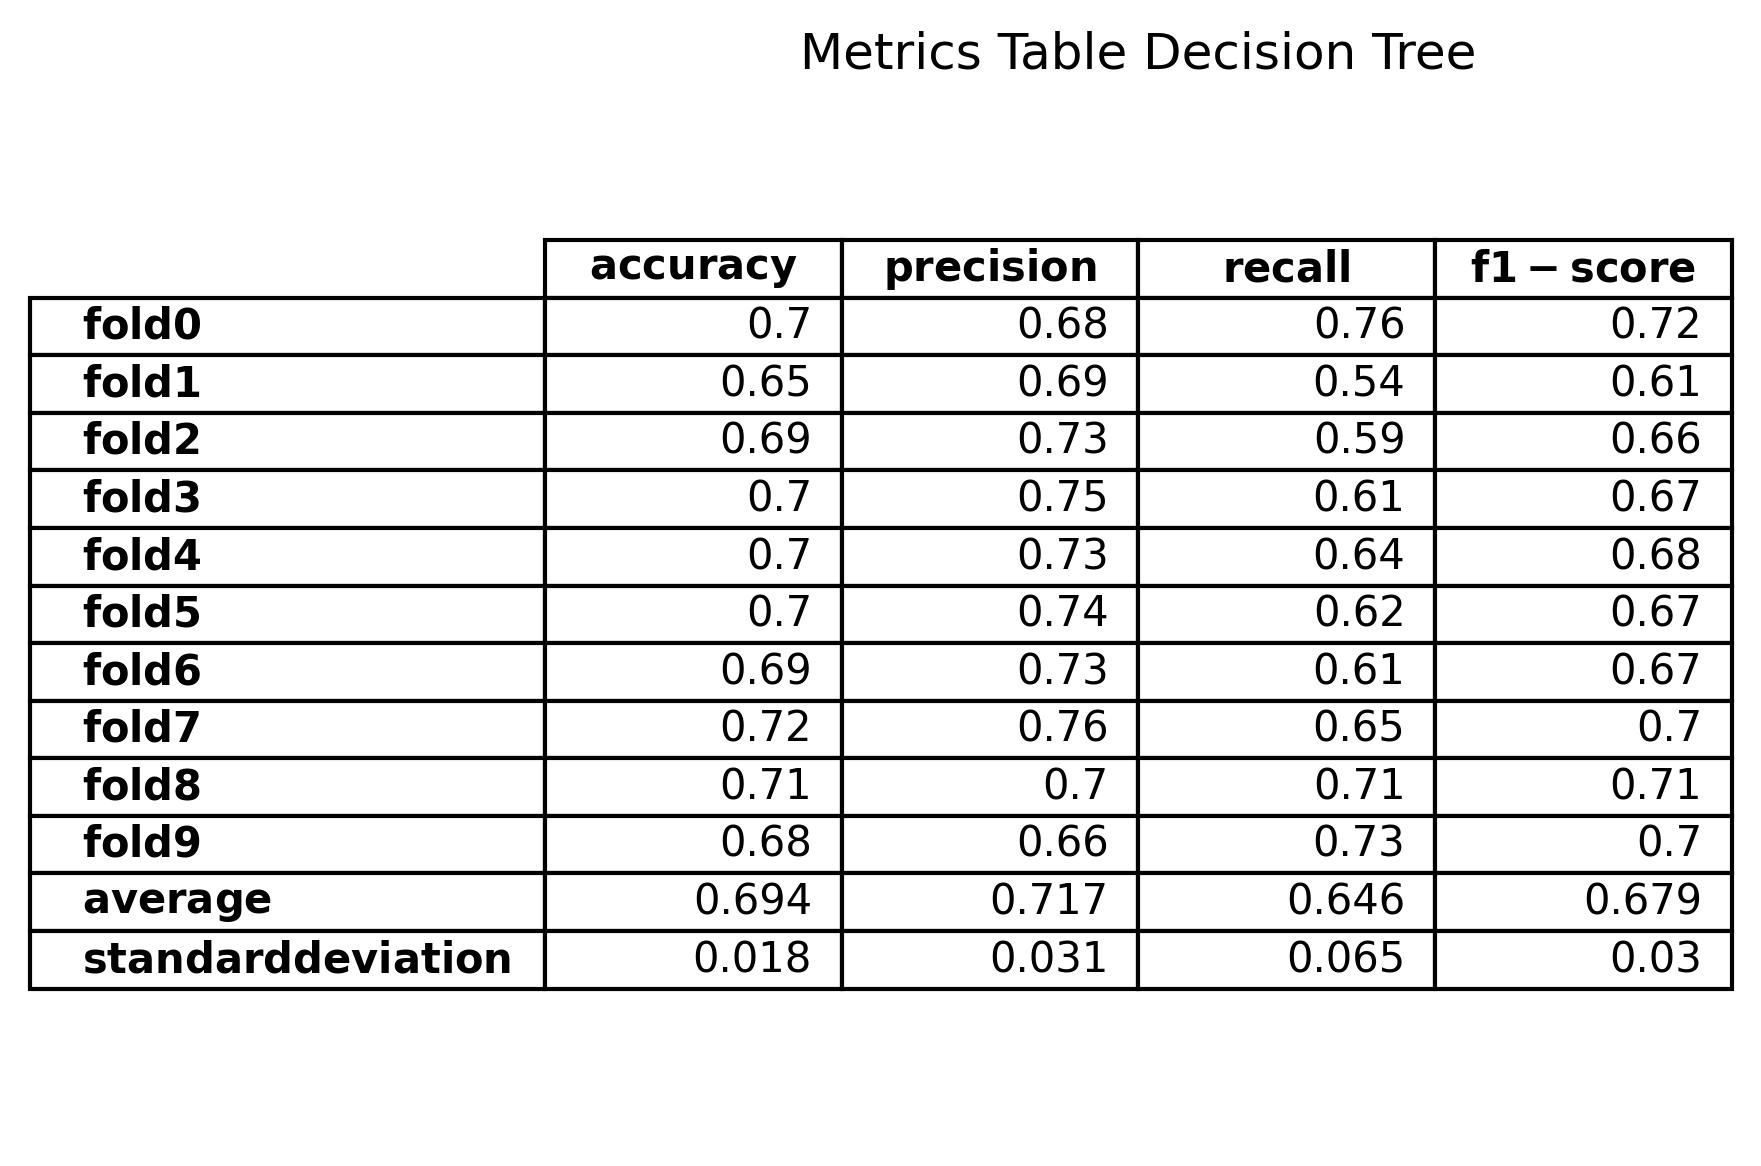 Metrics Table Decision Tree
accuracy precision recall f1 − score
fold0 0.7 0.68 0.76 0.72
fold1 0.65 0.69 0.54 0.61
fold2 0.69 0.73 0.59 0.66
fold3 0.7 0.75 0.61 0.67
fold4 0.7 0.73 0.64 0.68
fold5 0.7 0.74 0.62 0.67
fold6 0.69 0.73 0.61 0.67
fold7 0.72 0.76 0.65 0.7
fold8 0.71 0.7 0.71 0.71
fold9 0.68 0.66 0.73 0.7
average 0.694 0.717 0.646 0.679
standarddeviation 0.018 0.031 0.065 0.03